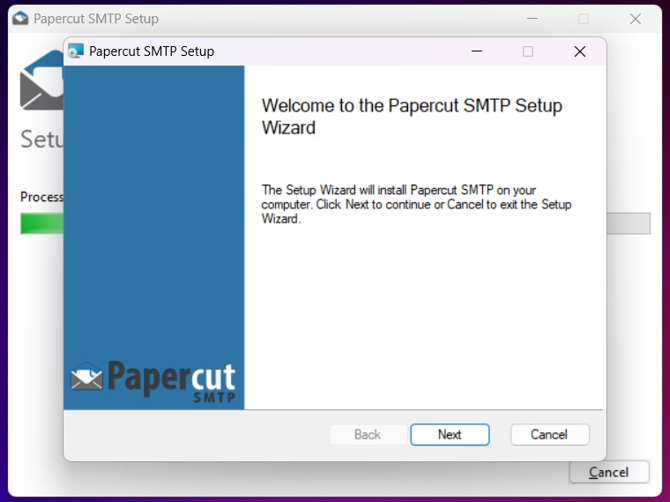 Papercut SMTP Setup
Papercut SMTP Setup
Setu
Process
Welcome to the Papercut SMTP Setup
Wizard
The Setup Wizard will install Papercut SMTP on your
computer. Click Next to continue or Cancel to exit the Setup
Wizard.
Papercut
SMTP
Back
Next
Cancel
Cancel